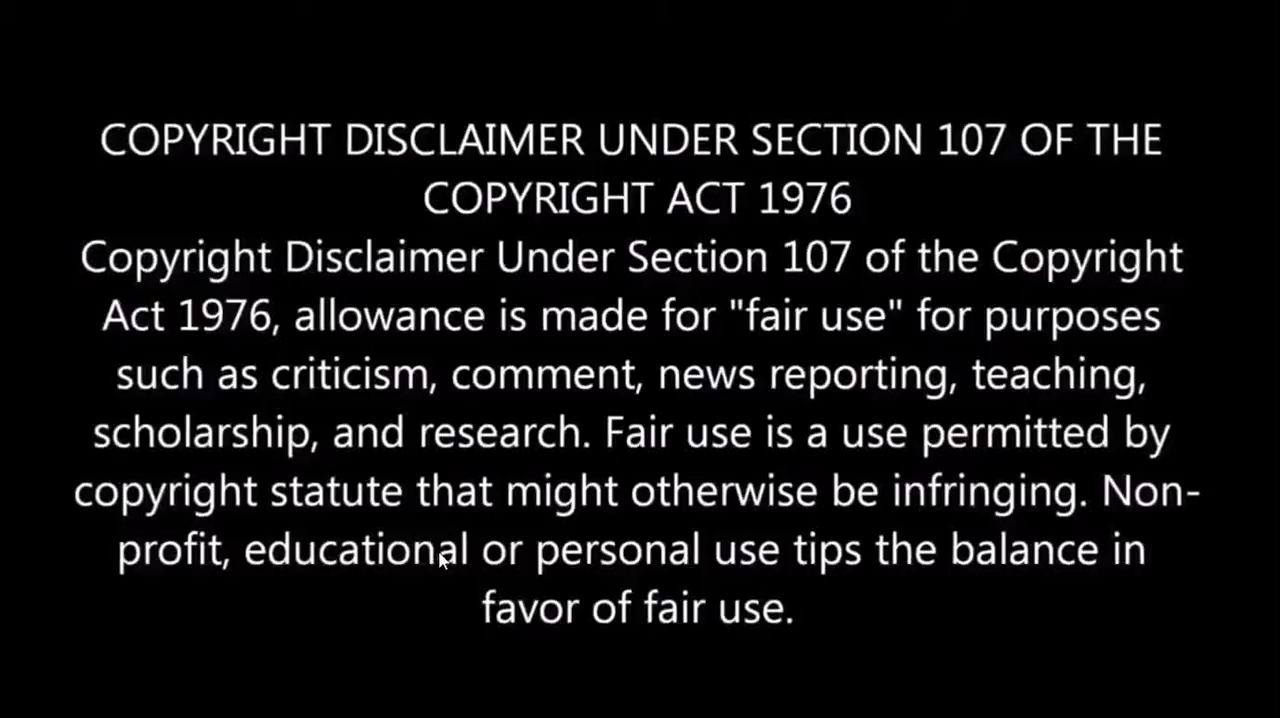 COPYRIGHT DISCLAIMER UNDER SECTION 107 OF THE
COPYRIGHT ACT 1976
Copyright Disclaimer Under Section 107 of the Copyright
Act 1976, allowance is made for "fair use" for purposes
such as criticism, comment, news reporting, teaching,
scholarship, and research. Fair use is a use permitted by
copyright statute that might otherwise be infringing. Non-
profit, educational or personal use tips the balance in
favor of fair use.